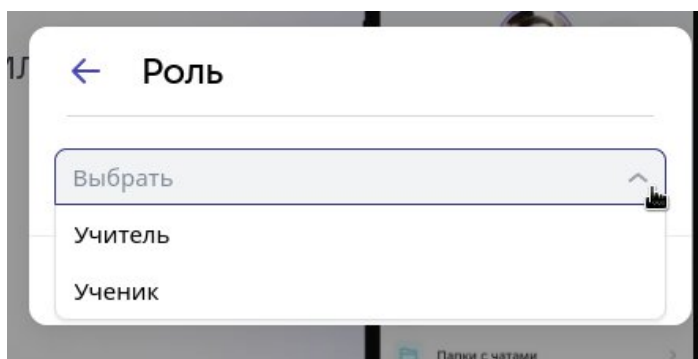 Роль
Выбрать
Учитель
Ученик
Папки с чатами